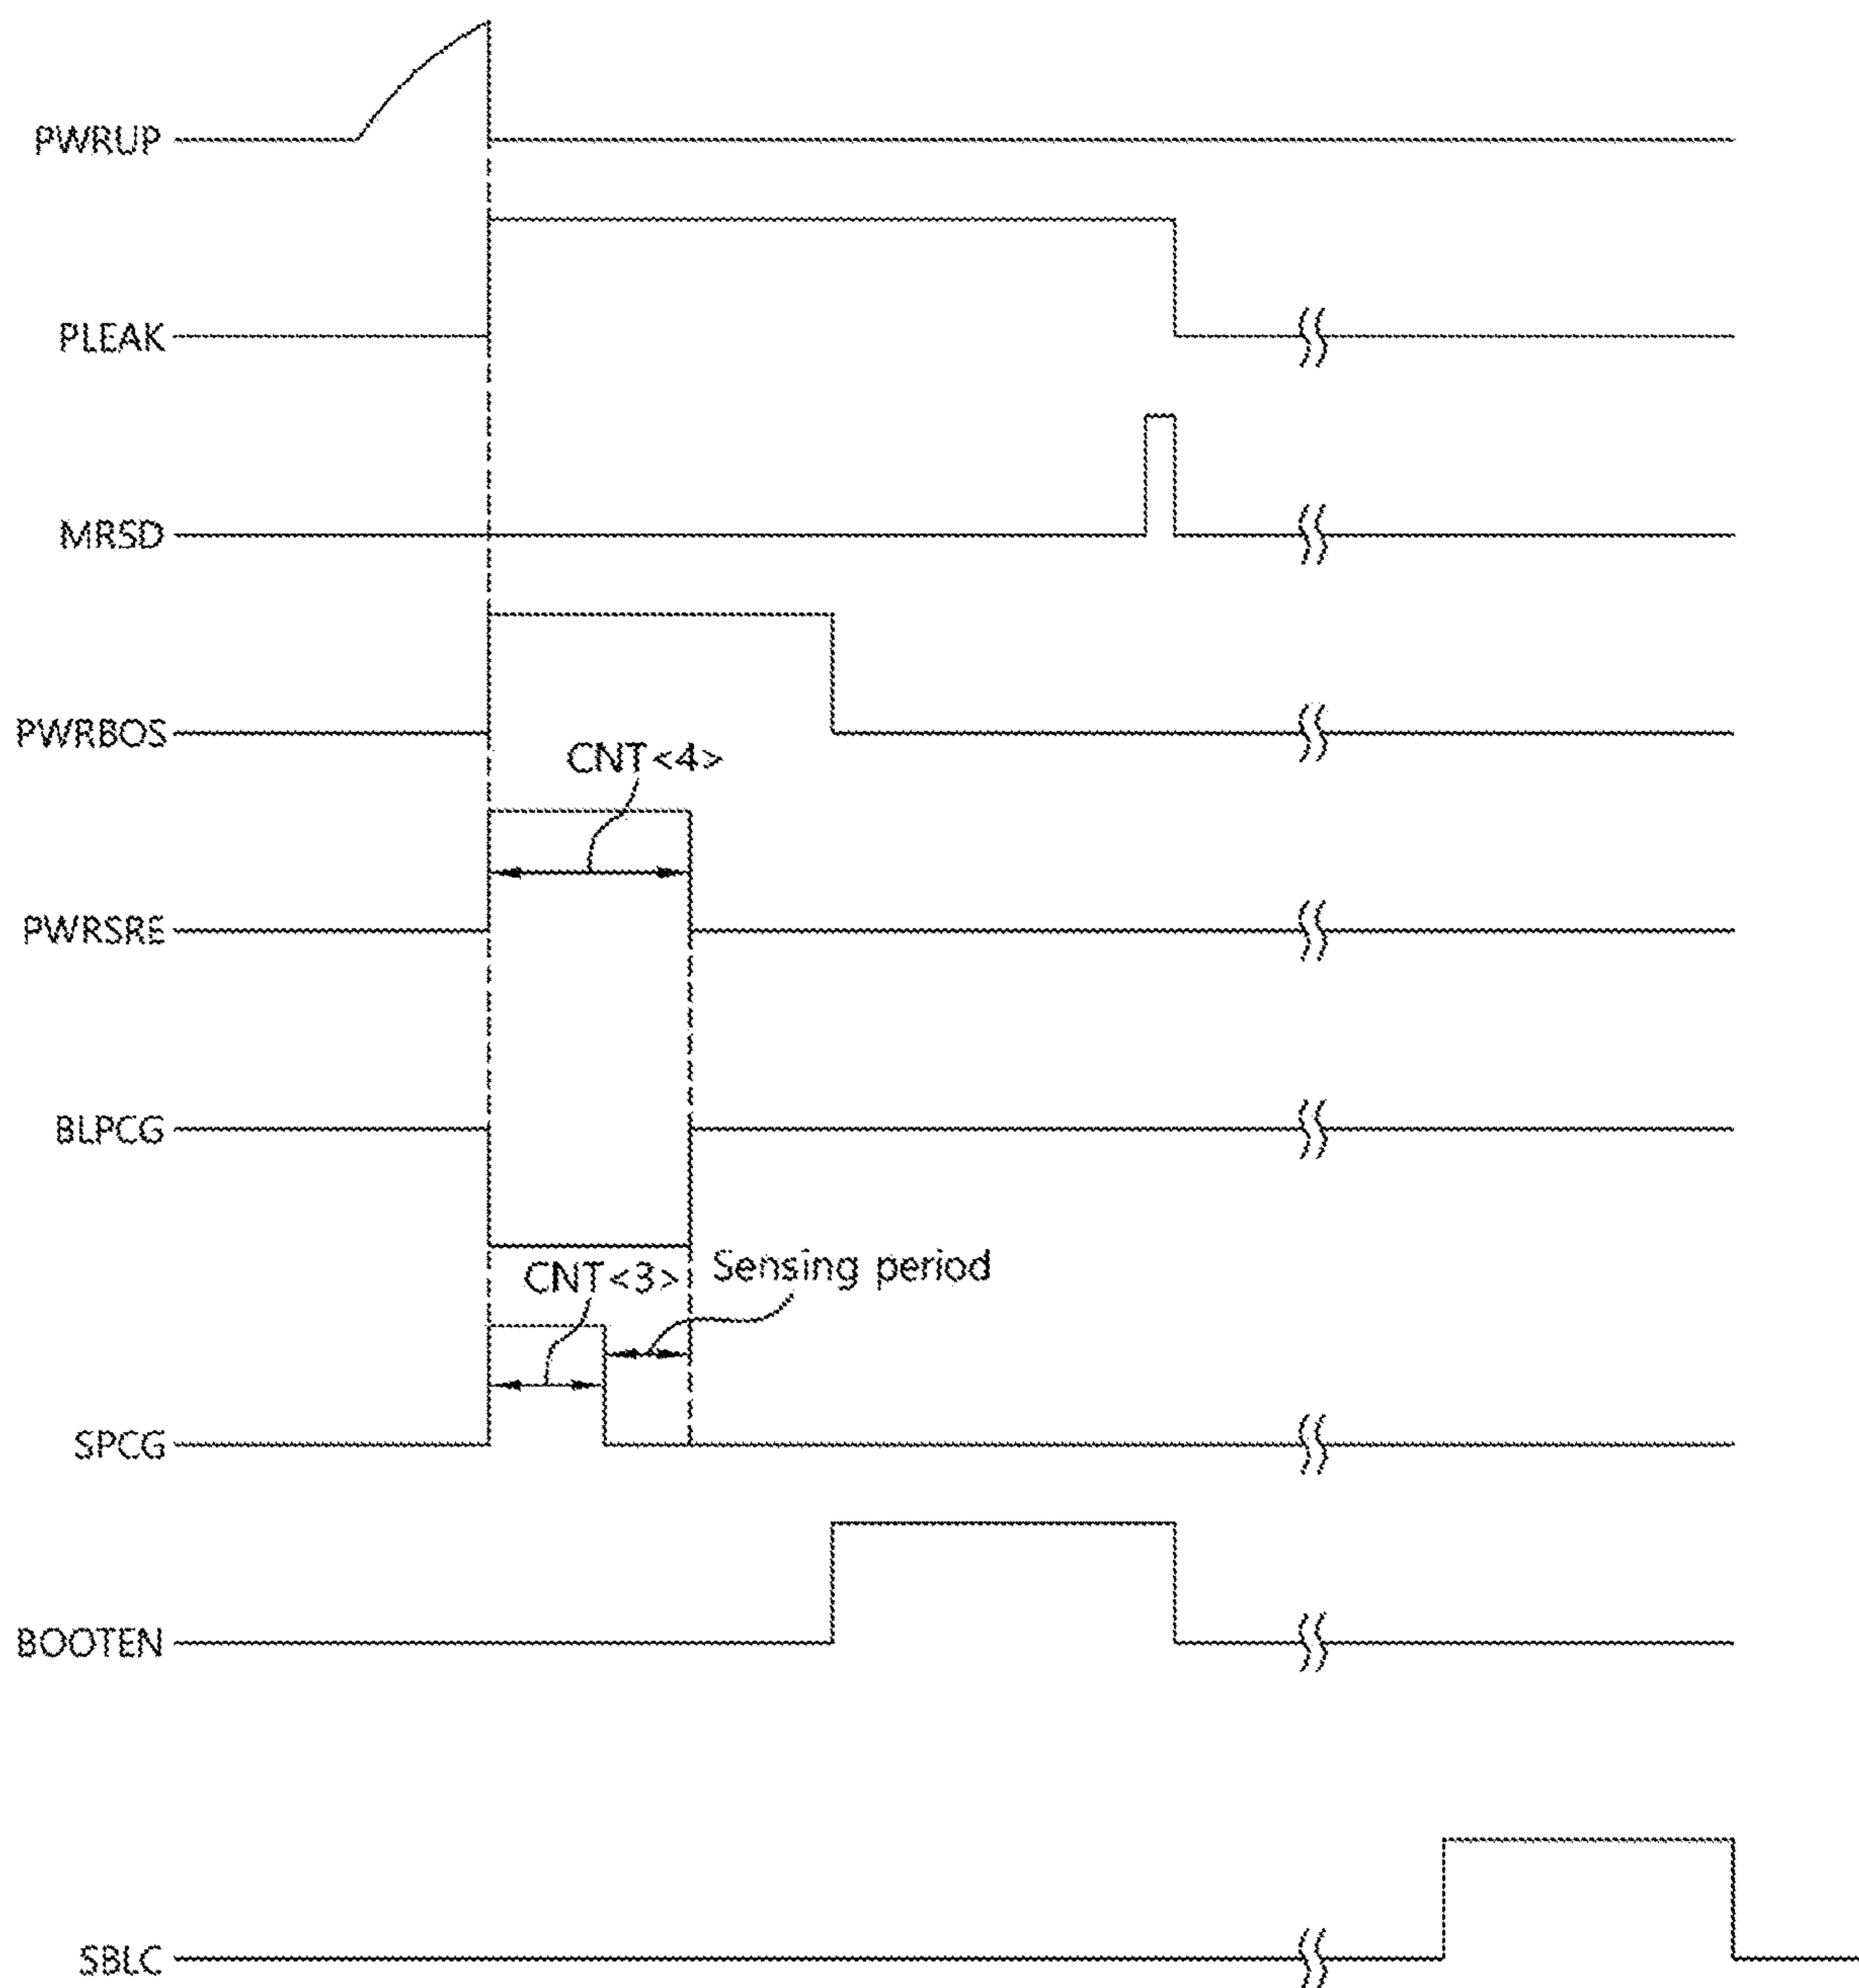 PWRUP
PLEAK
MRSD
PWRBOS
CNT<4>
PWRSRE
BLPCG
CNT<3>
Sensing period
SPCG
BOOTEN
SBLC